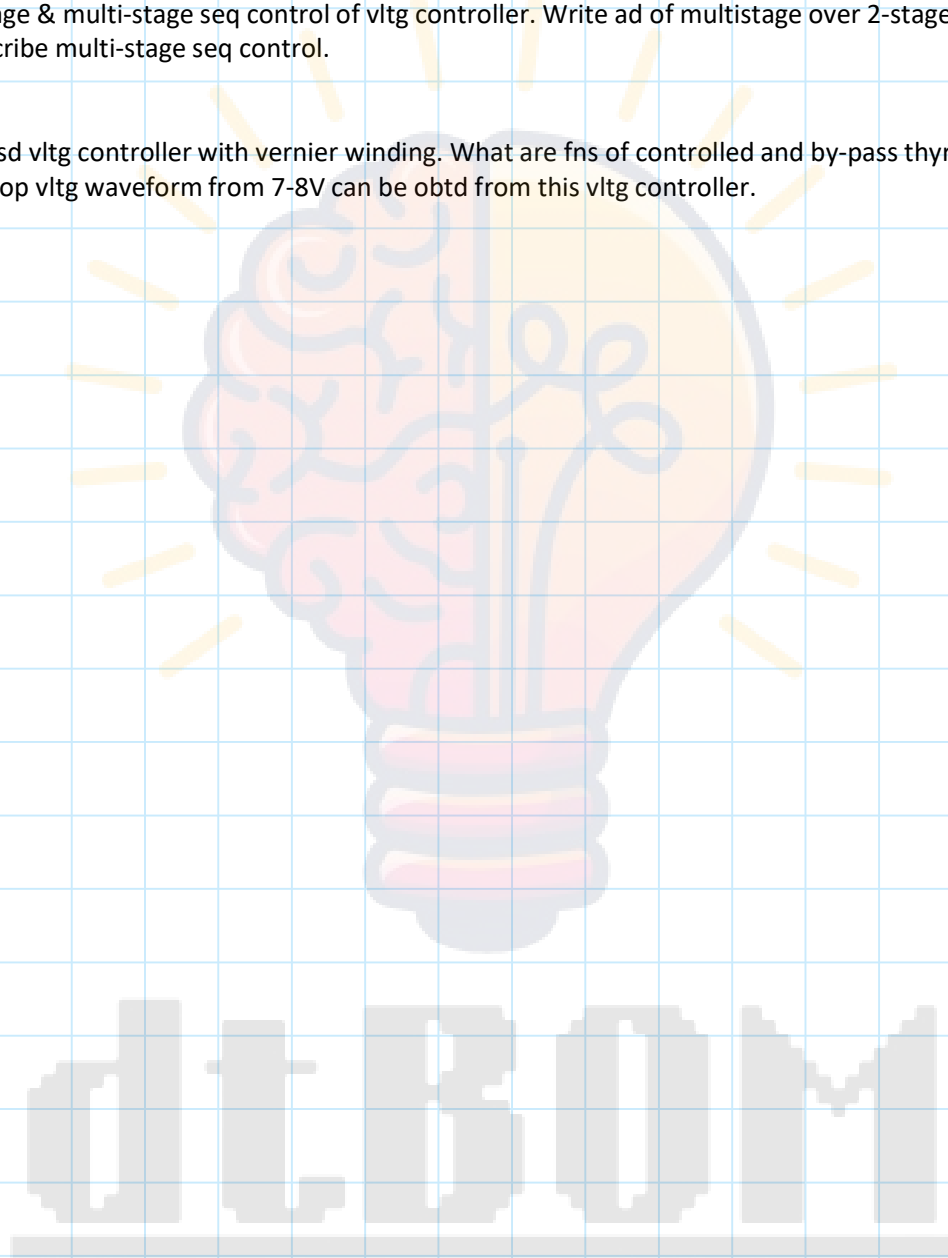 ge & multi-stage seq control of vltg controller. Write ad of multistage over 2-stage
cribe multi-stage seq control.
sd vltg controller with vernier winding. What are fns of controlled and by-pass thyr
op vltg waveform from 7-8V can be obtd from this vltg controller.
dtBOM